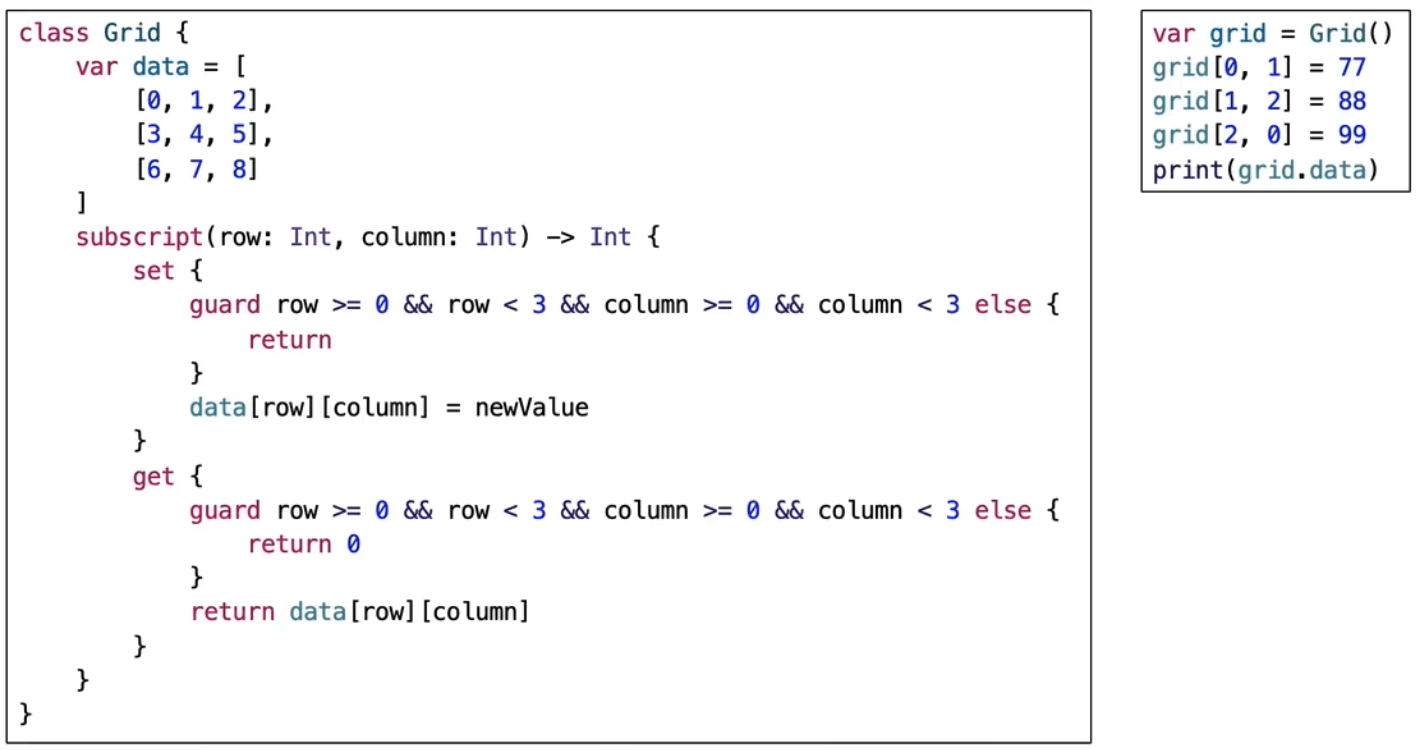 class Grid {
    var data = [
        [0, 1, 2],
        [3, 4, 5],
        [6, 7, 8]
    ]
    subscript(row: Int, column: Int) -> Int {
        set {
            guard row >= 0 && row < 3 && column >= 0 && column < 3 else {
                return
            }
            data[row][column] = newValue
        }
        get {
            guard row >= 0 && row < 3 && column >= 0 && column < 3 else {
                return 0
            }
            return data[row][column]
        }
    }
}
var grid = Grid()
grid[0, 1] = 77
grid[1, 2] = 88
grid[2, 0] = 99
print(grid.data)